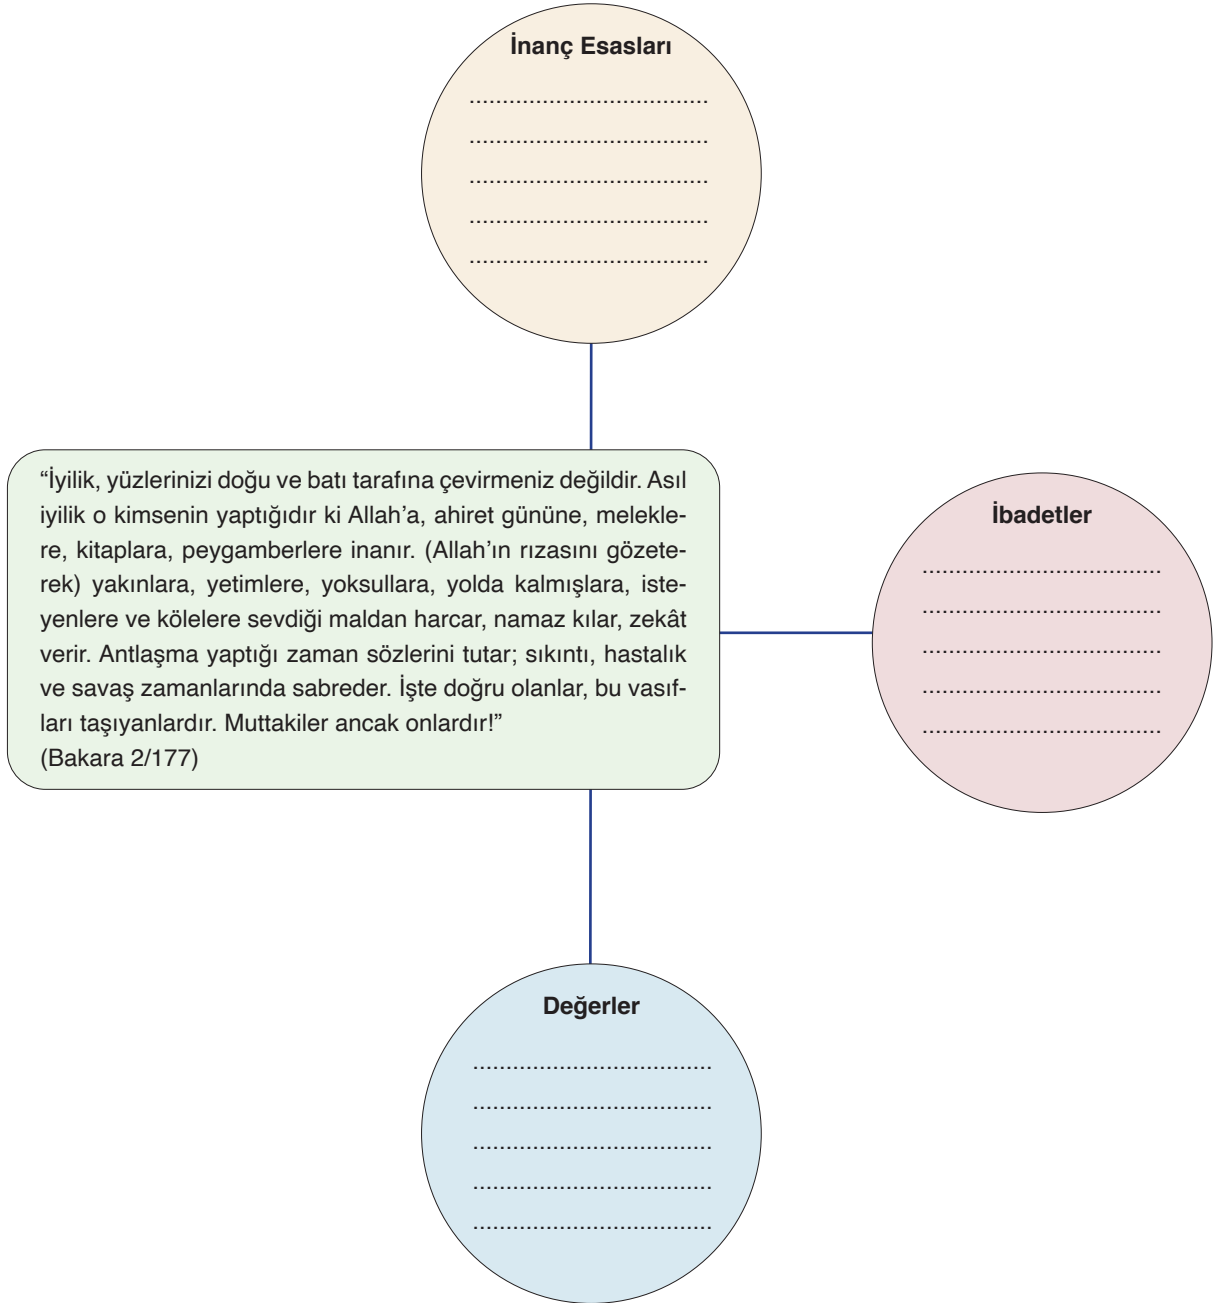 İnanç Esasları
....................................
....................................
....................................
....................................
....................................
“İyilik, yüzlerinizi doğu ve batı tarafına çevirmeniz değildir. Asıl
iyilik o kimsenin yaptığıdır ki Allah’a, ahiret gününe, melekle-
re, kitaplara, peygamberlere inanır. (Allah’ın rızasını gözete-
rek) yakınlara, yetimlere, yoksullara, yolda kalmışlara, iste-
yenlere ve kölelere sevdiği maldan harcar, namaz kılar, zekât
verir. Antlaşma yaptığı zaman sözlerini tutar; sıkıntı, hastalık
ve savaş zamanlarında sabreder. İşte doğru olanlar, bu vasıf-
ları taşıyanlardır. Muttakiler ancak onlardır!”
(Bakara 2/177)
İbadetler
....................................
....................................
....................................
....................................
....................................
Değerler
....................................
....................................
....................................
....................................
....................................